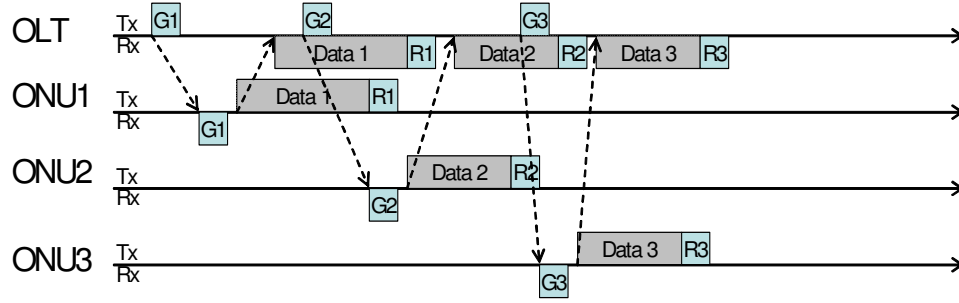 G1 G2 G3
OLT Tx
Rx
Data 1 R1 Data 2 R2 Data 3 R3
ONU1 Tx Data 1 R1
Rx G1
ONU2 Tx Data 2 R2
Rx G2
ONU3 Tx Data 3 R3
Rx G3